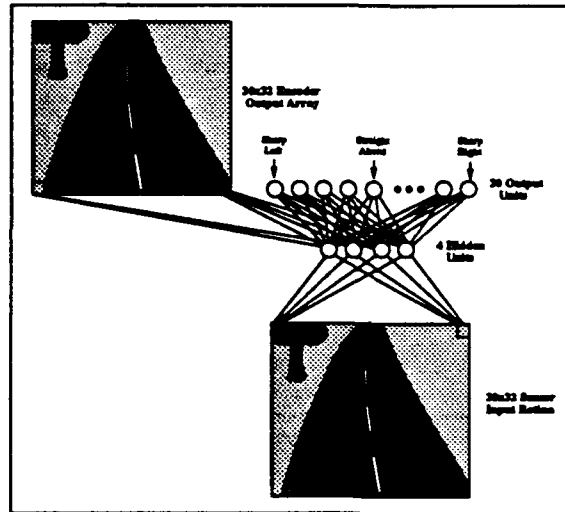 30x32 Encoder
Output Array
Sharp
Left
Straight
Ahead
Sharp
Right
30 Output
Units
4 Hidden
Units
30x32 Sensor
Input Retina